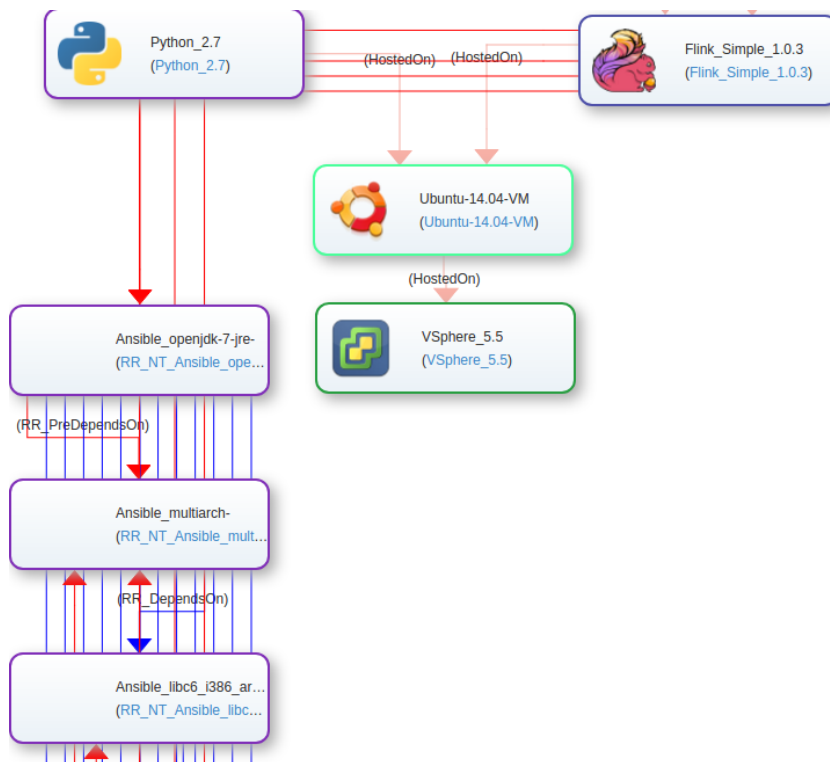 Python_2.7
(Python_2.7)
Flink_Simple_1.0.3
(Flink_Simple_1.0.3)
(HostedOn)
(HostedOn)
Ubuntu-14.04-VM
(Ubuntu-14.04-VM)
(HostedOn)
VSphere_5.5
(VSphere_5.5)
Ansible_openjdk-7-jre-
(RR_NT_Ansible_ope...
(RR_PreDependsOn)
Ansible_multiarch-
(RR_NT_Ansible_mult...
(RR_DependsOn)
Ansible_libc6_i386_ar...
(RR_NT_Ansible_libc...